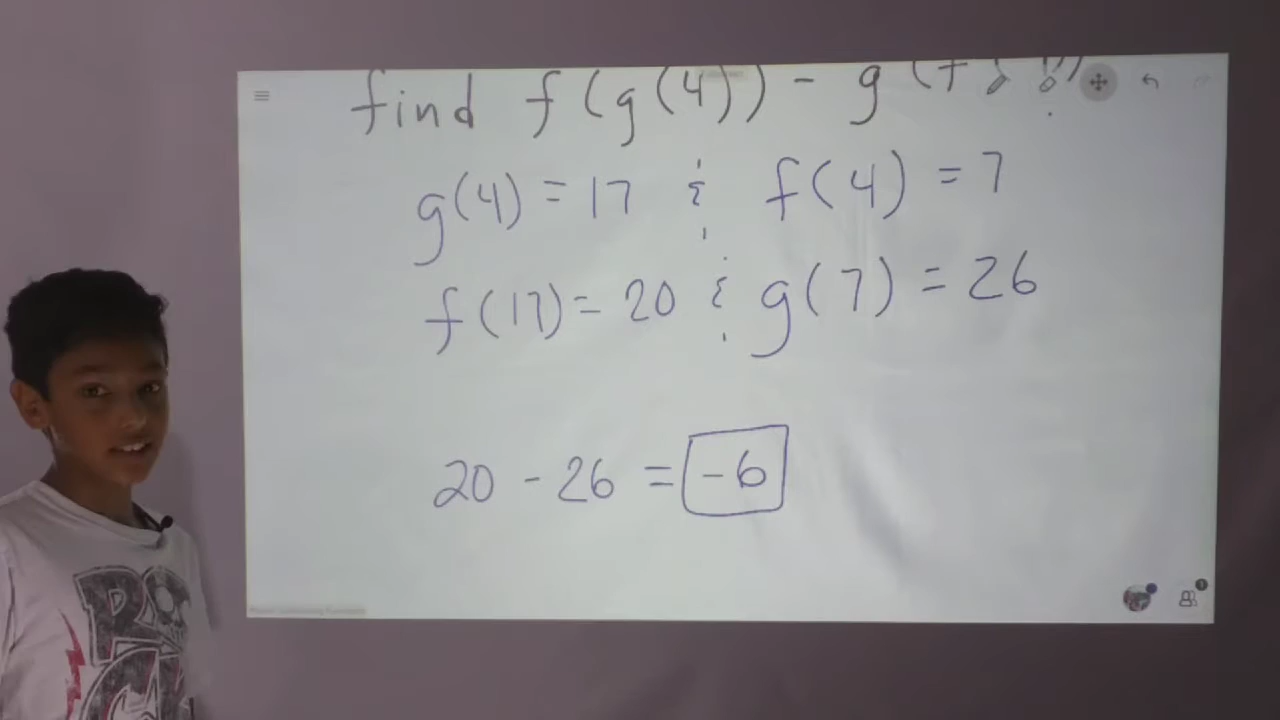 find f(g(4)) - g(f
g(4) = 17 & f(4) = 7
f(17) = 20 & g(7) = 26
20 - 26 = -6